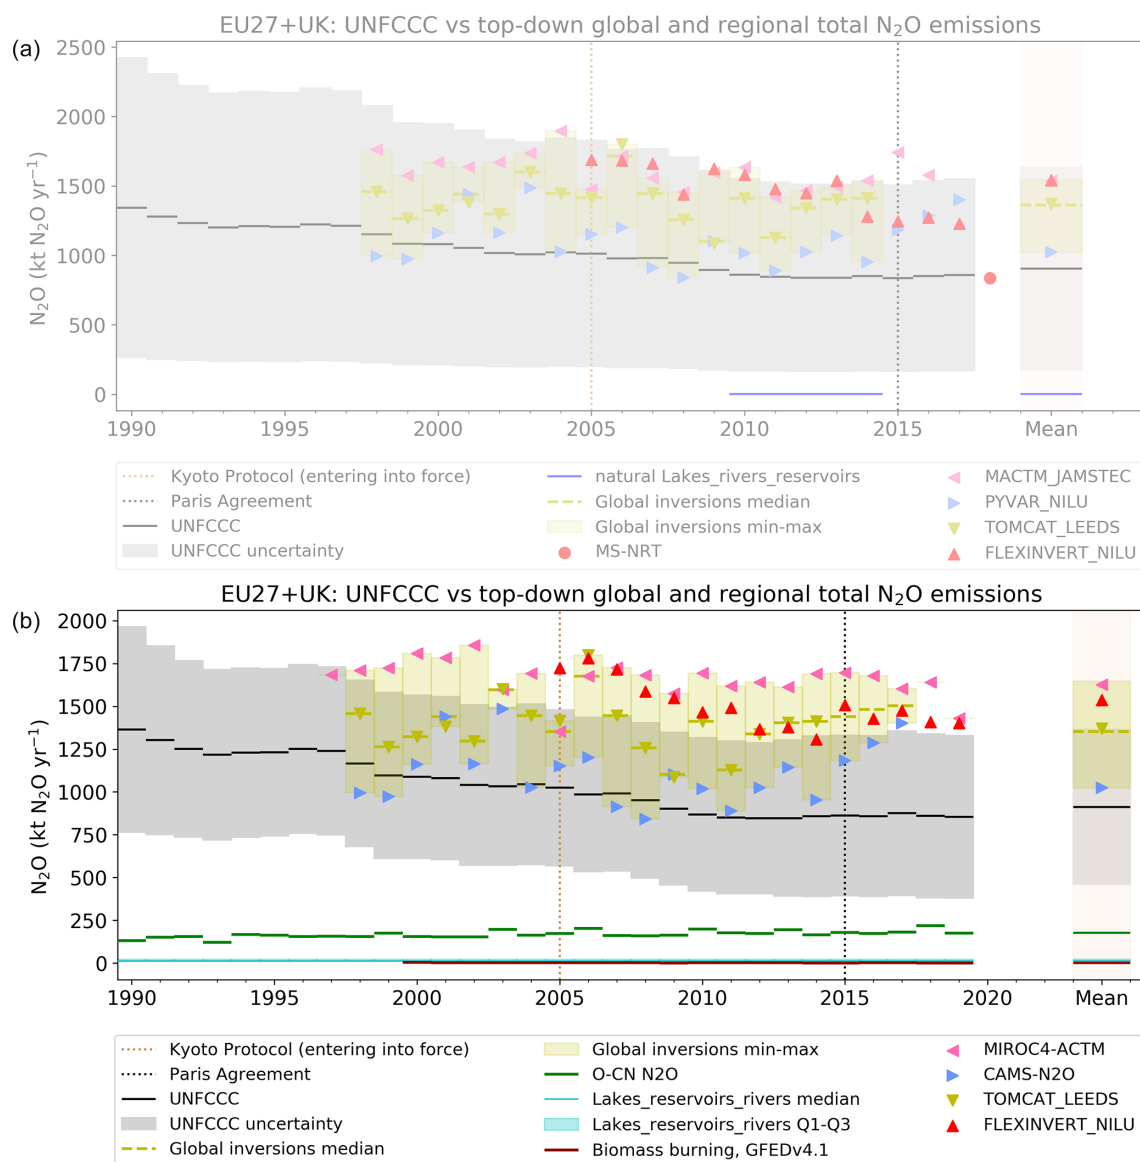 (a)
EU27+UK: UNFCCC vs top-down global and regional total N₂O emissions
N₂O (kt N₂O yr⁻¹)
2500
2000
1500
1000
500
0
1990 1995 2000 2005 2010 2015 Mean
Kyoto Protocol (entering into force)
Paris Agreement
UNFCCC
UNFCCC uncertainty
natural Lakes_rivers_reservoirs
Global inversions median
Global inversions min-max
MS-NRT
MACTM_JAMSTEC
PYVAR_NILU
TOMCAT_LEEDS
FLEXINVERT_NILU
(b)
EU27+UK: UNFCCC vs top-down global and regional total N₂O emissions
N₂O (kt N₂O yr⁻¹)
2000
1750
1500
1250
1000
750
500
250
0
1990 1995 2000 2005 2010 2015 2020 Mean
Kyoto Protocol (entering into force)
Paris Agreement
UNFCCC
UNFCCC uncertainty
Global inversions median
Global inversions min-max
O-CN N2O
Lakes_reservoirs_rivers median
Lakes_reservoirs_rivers Q1-Q3
Biomass burning, GFEDv4.1
MIROC4-ACTM
CAMS-N2O
TOMCAT_LEEDS
FLEXINVERT_NILU